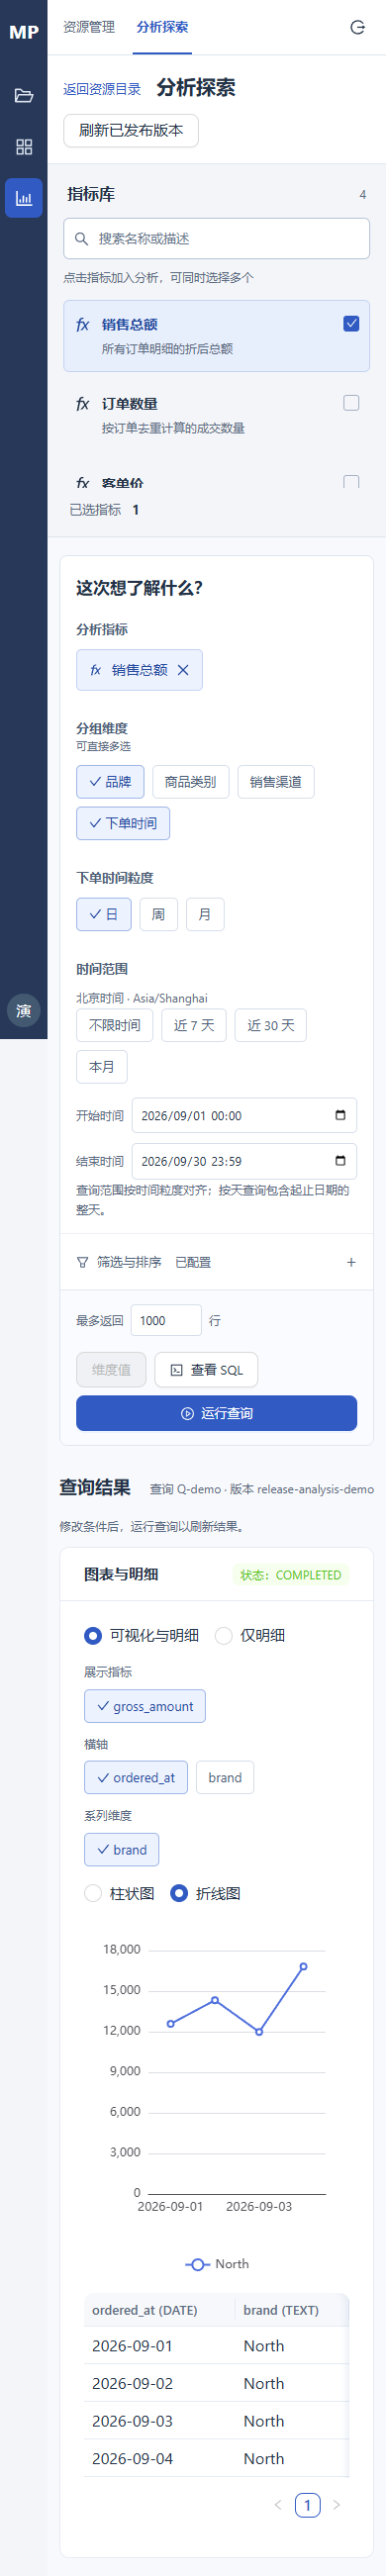 MP
资源管理 分析探索
返回资源目录 分析探索
刷新已发布版本
指标库 4
搜索名称或描述
点击指标加入分析，可同时选择多个
fx 销售总额
所有订单明细的折后总额
fx 订单数量
按订单去重计算的成交数量
fx 客单价
已选指标 1
这次想了解什么？
分析指标
fx 销售总额
分组维度
可直接多选
品牌 商品类别 销售渠道
下单时间
下单时间粒度
日 周 月
时间范围
北京时间 · Asia/Shanghai
不限时间 近 7 天 近 30 天
本月
演
开始时间 2026/09/01 00:00
结束时间 2026/09/30 23:59
查询范围按时间粒度对齐；按天查询包含起止日期的
整天。
筛选与排序 已配置 +
最多返回 1000 行
维度值 查看 SQL
运行查询
查询结果 查询 Q-demo · 版本 release-analysis-demo
修改条件后，运行查询以刷新结果。
图表与明细 状态：COMPLETED
可视化与明细 仅明细
展示指标
gross_amount
横轴
ordered_at brand
系列维度
brand
柱状图 折线图
18,000
15,000
12,000
9,000
6,000
3,000
0
2026-09-01 2026-09-03
North
ordered_at (DATE) brand (TEXT)
2026-09-01 North
2026-09-02 North
2026-09-03 North
2026-09-04 North
1